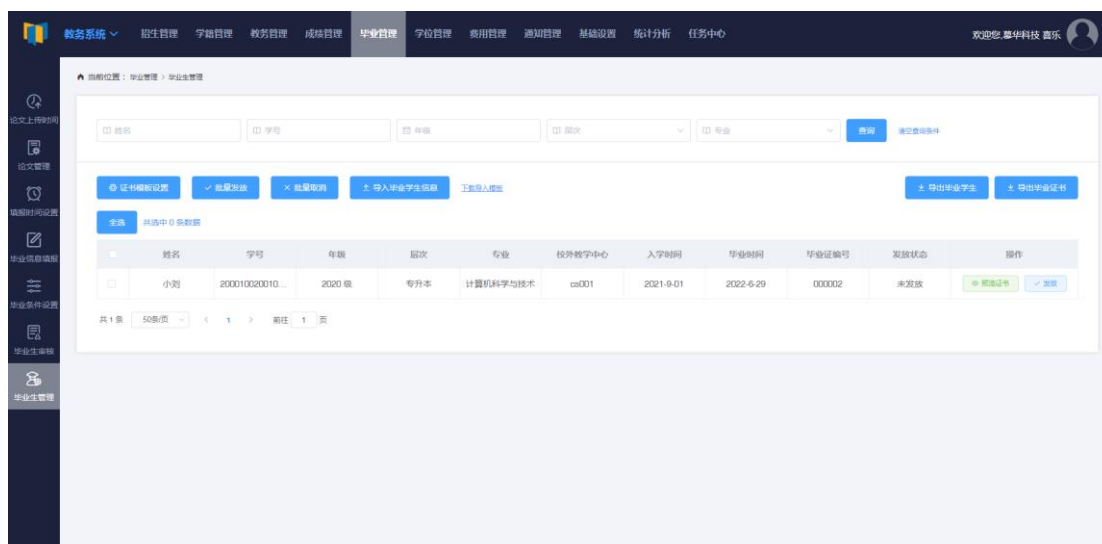 教务系统 招生管理 学籍管理 教务管理 成绩管理 毕业管理 学位管理 费用管理 通知管理 基础设置 统计分析 任务中心 欢迎您,慕华科技 喜乐
当前位置: 毕业管理 > 毕业生管理
论文上传时间
论文管理
填报时间设置
毕业信息填报
毕业条件设置
毕业生审核
毕业生管理
姓名 学号 年级 层次 专业 查询 清空查询条件
证书模板设置 批量发放 批量取消 导入毕业学生信息 下载导入模板 导出毕业学生 导出毕业证书
全选 共选中 0 条数据
姓名 学号 年级 层次 专业 校外教学中心 入学时间 毕业时间 毕业证编号 发放状态 操作
小刘 200010020010... 2020 级 专升本 计算机科学与技术 cs001 2021-9-01 2022-6-29 000002 未发放 预览证书 发放
共 1 条 50条/页 < 1 > 前往 1 页